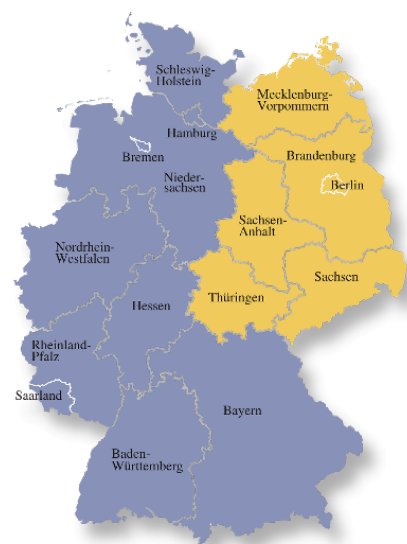 Schleswig-
Holstein
Mecklenburg-
Vorpommern
Hamburg
Bremen
Brandenburg
Nieder-
sachsen
Berlin
Sachsen-
Anhalt
Nordrhein-
Westfalen
Sachsen
Thüringen
Hessen
Rheinland-
Pfalz
Saarland
Bayern
Baden-
Württemberg